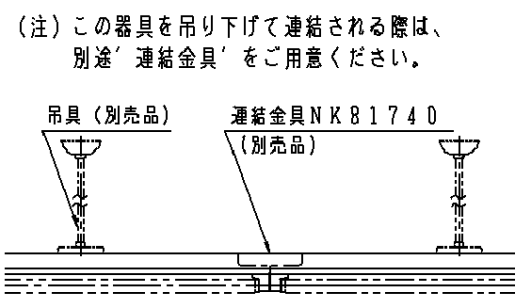 （注）この器具を吊り下げて連結される際は、
別途’連結金具’をご用意ください。
吊具（別売品）
連結金具NK81740
（別売品）